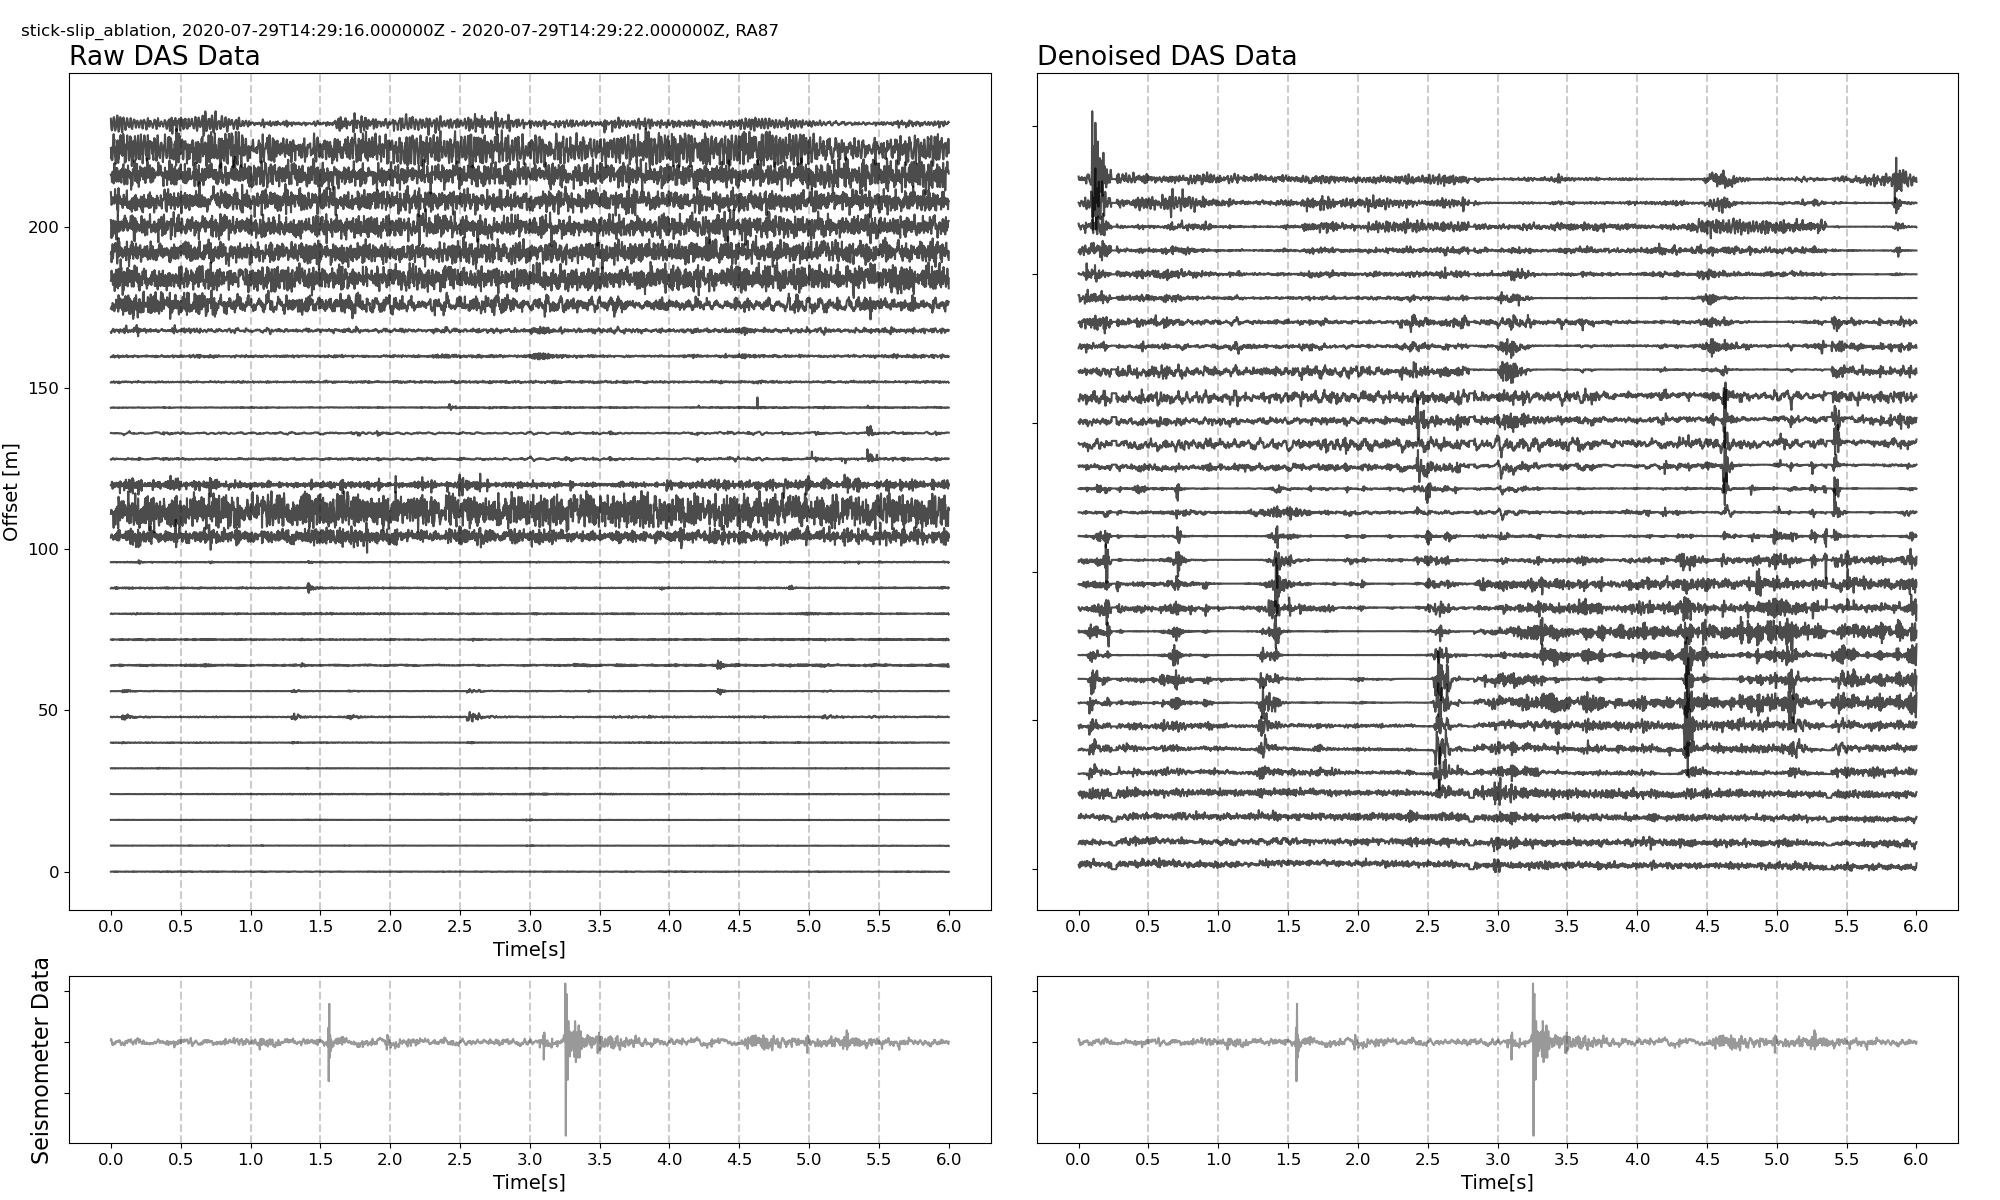 stick-slip_ablation, 2020-07-29T14:29:16.000000Z - 2020-07-29T14:29:22.000000Z, RA87
Raw DAS Data
Denoised DAS Data
Offset [m]
200
150
100
50
0
0.0 0.5 1.0 1.5 2.0 2.5 3.0 3.5 4.0 4.5 5.0 5.5 6.0
Time[s]
0.0 0.5 1.0 1.5 2.0 2.5 3.0 3.5 4.0 4.5 5.0 5.5 6.0
Seismometer Data
0.0 0.5 1.0 1.5 2.0 2.5 3.0 3.5 4.0 4.5 5.0 5.5 6.0
Time[s]
0.0 0.5 1.0 1.5 2.0 2.5 3.0 3.5 4.0 4.5 5.0 5.5 6.0
Time[s]